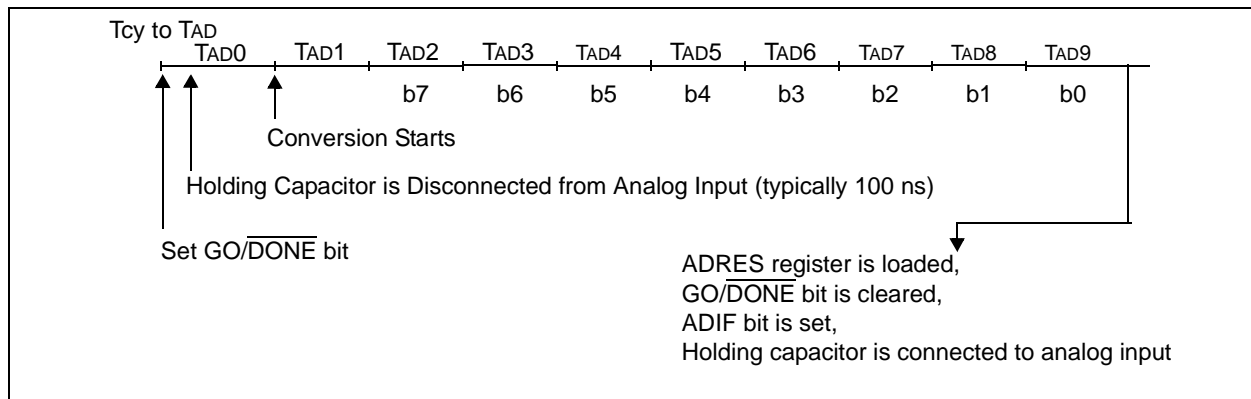 Tcy to TAD
TAD0 TAD1 TAD2 TAD3 TAD4 TAD5 TAD6 TAD7 TAD8 TAD9
b7 b6 b5 b4 b3 b2 b1 b0
Conversion Starts
Holding Capacitor is Disconnected from Analog Input (typically 100 ns)
Set GO/DONE bit
ADRES register is loaded,
GO/DONE bit is cleared,
ADIF bit is set,
Holding capacitor is connected to analog input